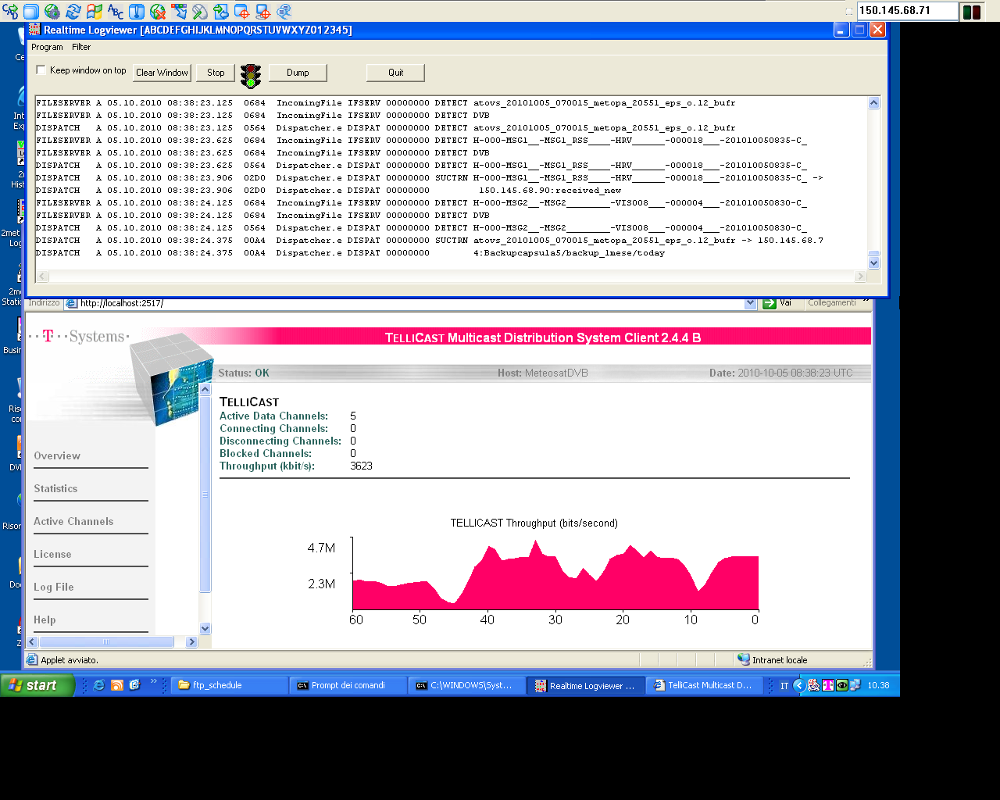 150.145.68.71
Realtime Logviewer [ABCDEFGHIJKLMNOPQRSTUVWXYZ012345]
Program Filter
Keep window on top Clear Window Stop Dump Quit
FILESERVER A 05.10.2010 08:38:23.125 0684 IncomingFile IFSERV 00000000 DETECT atovs_20101005_070015_metopa_20551_eps_o.12_bufr
FILESERVER A 05.10.2010 08:38:23.125 0684 IncomingFile IFSERV 00000000 DETECT DVB
DISPATCH A 05.10.2010 08:38:23.125 0564 Dispatcher.e DISPAT 00000000 DETECT atovs_20101005_070015_metopa_20551_eps_o.12_bufr
FILESERVER A 05.10.2010 08:38:23.625 0684 IncomingFile IFSERV 00000000 DETECT H-000-MSG1__-MSG1_RSS____-HRV______-000018___-201010050835-C_
FILESERVER A 05.10.2010 08:38:23.625 0684 IncomingFile IFSERV 00000000 DETECT DVB
DISPATCH A 05.10.2010 08:38:23.625 0564 Dispatcher.e DISPAT 00000000 DETECT H-000-MSG1__-MSG1_RSS____-HRV______-000018___-201010050835-C_
DISPATCH A 05.10.2010 08:38:23.906 02D0 Dispatcher.e DISPAT 00000000 SUCTRN H-000-MSG1__-MSG1_RSS____-HRV______-000018___-201010050835-C_ ->
DISPATCH A 05.10.2010 08:38:23.906 02D0 Dispatcher.e DISPAT 00000000 150.145.68.90:received_new
FILESERVER A 05.10.2010 08:38:24.125 0684 IncomingFile IFSERV 00000000 DETECT H-000-MSG2__-MSG2________-VIS008___-000004___-201010050830-C_
FILESERVER A 05.10.2010 08:38:24.125 0684 IncomingFile IFSERV 00000000 DETECT DVB
DISPATCH A 05.10.2010 08:38:24.125 0564 Dispatcher.e DISPAT 00000000 DETECT H-000-MSG2__-MSG2________-VIS008___-000004___-201010050830-C_
DISPATCH A 05.10.2010 08:38:24.375 00A4 Dispatcher.e DISPAT 00000000 SUCTRN atovs_20101005_070015_metopa_20551_eps_o.12_bufr -> 150.145.68.7
DISPATCH A 05.10.2010 08:38:24.375 00A4 Dispatcher.e DISPAT 00000000 4:Backupcapsula5/backup_lmese/today
Indirizzo http://localhost:2517/ Vai Collegamenti
T Systems
TELLICAST Multicast Distribution System Client 2.4.4 B
Status: OK Host: MeteosatDVB Date: 2010-10-05 08:38:23 UTC
TELLICAST
Active Data Channels: 5
Connecting Channels: 0
Disconnecting Channels: 0
Blocked Channels: 0
Throughput (kbit/s): 3623
Overview
Statistics
Active Channels
License
Log File
Help
TELLICAST Throughput (bits/second)
4.7M
2.3M
60 50 40 30 20 10 0
Applet avviato. Intranet locale
start ftp_schedule Prompt dei comandi C:\WINDOWS\Syst... Realtime Logviewer ... TelliCast Multicast D... IT 10.38